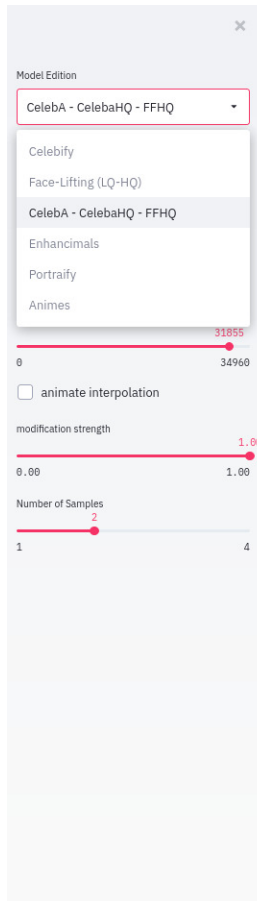 ×
Model Edition
CelebA - CelebaHQ - FFHQ
Celebify
Face-Lifting (LQ-HQ)
CelebA - CelebaHQ - FFHQ
Enhancimals
Portraify
Animes
31855
0 34960
animate interpolation
modification strength
1.00
0.00 1.00
Number of Samples
2
1 4